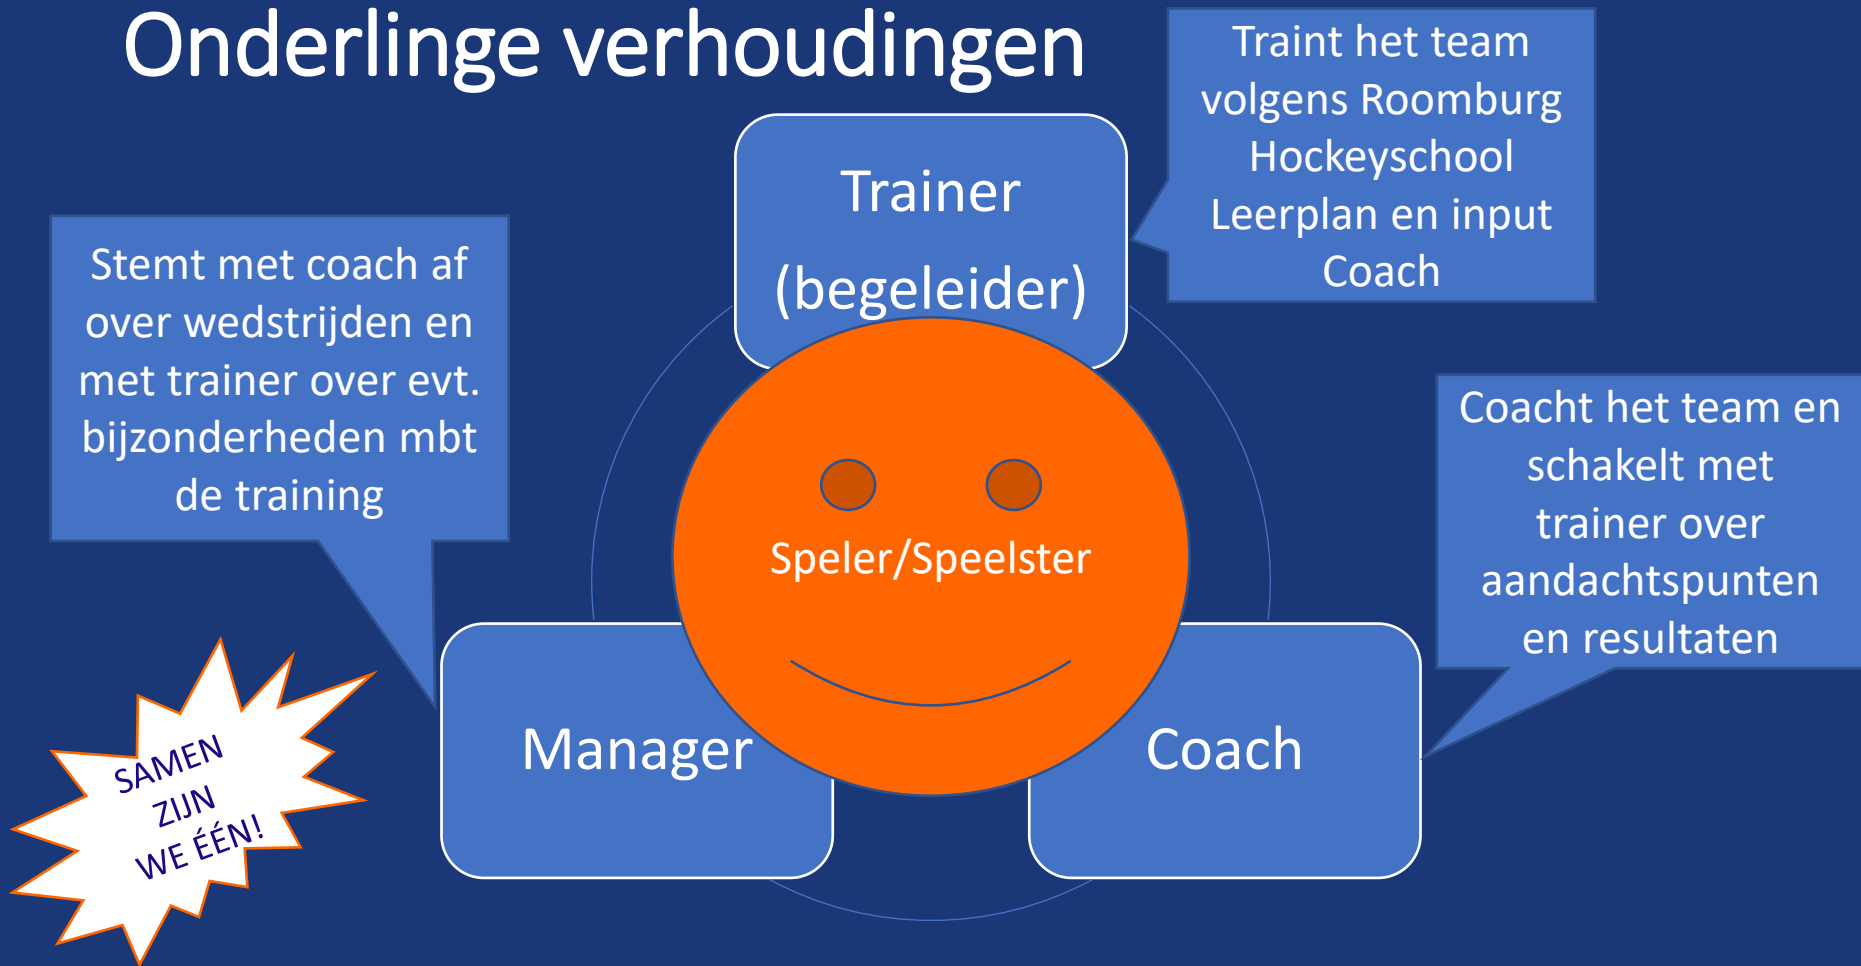 Onderlinge verhoudingen
Traint het team
volgens Roomburg
Hockeyschool
Leerplan en input
Coach
Trainer
(begeleider)
Stemt met coach af
over wedstrijden en
met trainer over evt.
bijzonderheden mbt
de training
Coacht het team en
schakelt met
trainer over
aandachtspunten
en resultaten
Speler/Speelster
Manager
Coach
SAMEN
ZIJN
WE ÉÉN!